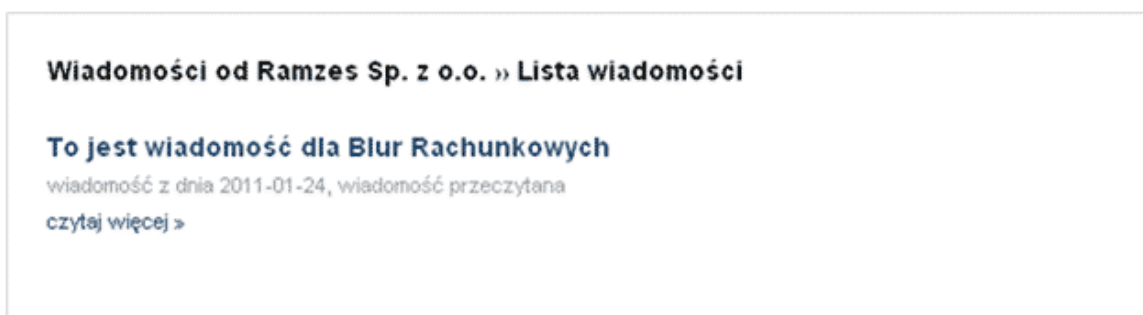 Wiadomości od Ramzes Sp. z o.o. » Lista wiadomości
To jest wiadomość dla Biur Rachunkowych
wiadomość z dnia 2011-01-24, wiadomość przeczytana
czytaj więcej »